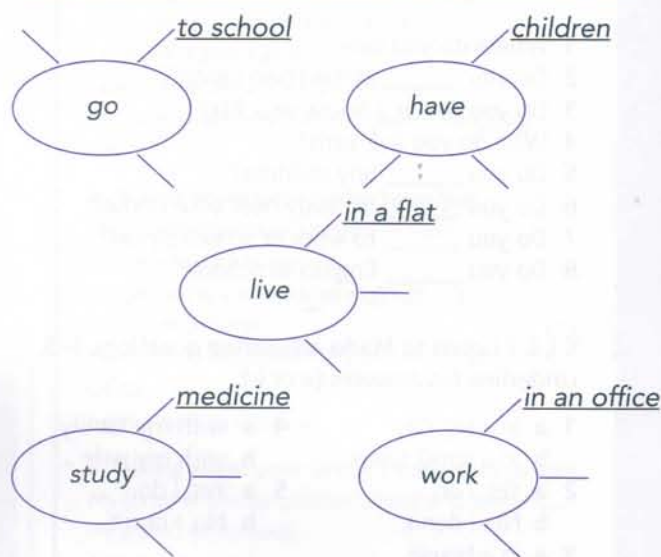 to school
children
go
have
in a flat
live
medicine
in an office
study
work